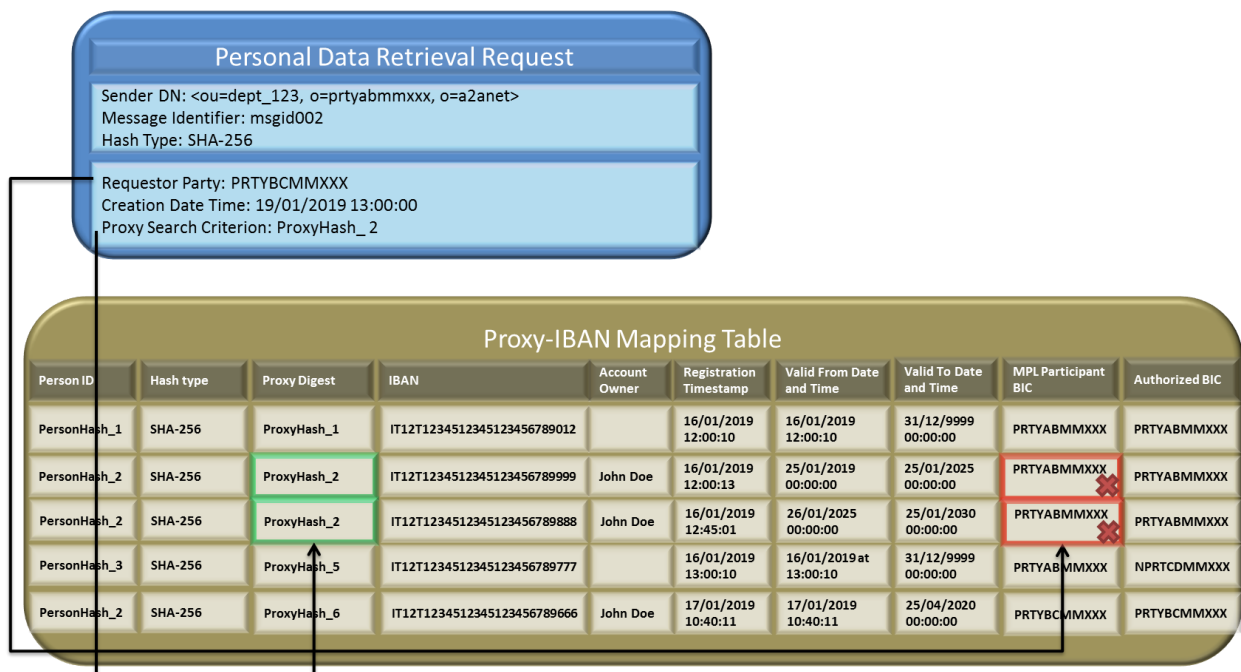 Personal Data Retrieval Request
Sender DN: <ou=dept_123, o=prtyabmmxxx, o=a2anet>
Message Identifier: msgid002
Hash Type: SHA-256
Requestor Party: PRTYBCMMXXX
Creation Date Time: 19/01/2019 13:00:00
Proxy Search Criterion: ProxyHash_ 2
Proxy-IBAN Mapping Table
Person ID Hash type Proxy Digest IBAN Account Owner Registration Timestamp Valid From Date and Time Valid To Date and Time MPL Participant BIC Authorized BIC
PersonHash_1 SHA-256 ProxyHash_1 IT12T1234512345123456789012 16/01/2019 12:00:10 16/01/2019 12:00:10 31/12/9999 00:00:00 PRTYABMMXXX PRTYABMMXXX
PersonHash_2 SHA-256 ProxyHash_2 IT12T1234512345123456789999 John Doe 16/01/2019 12:00:13 25/01/2019 00:00:00 25/01/2025 00:00:00 PRTYABMMXXX PRTYABMMXXX
PersonHash_2 SHA-256 ProxyHash_2 IT12T1234512345123456789888 John Doe 16/01/2019 12:45:01 26/01/2025 00:00:00 25/01/2030 00:00:00 PRTYABMMXXX PRTYABMMXXX
PersonHash_3 SHA-256 ProxyHash_5 IT12T1234512345123456789777 16/01/2019 13:00:10 16/01/2019 at 13:00:10 31/12/9999 00:00:00 PRTYABMMXXX NPRTCDMMXXX
PersonHash_2 SHA-256 ProxyHash_6 IT12T1234512345123456789666 John Doe 17/01/2019 10:40:11 17/01/2019 10:40:11 25/04/2020 00:00:00 PRTYBCMMXXX PRTYBCMMXXX